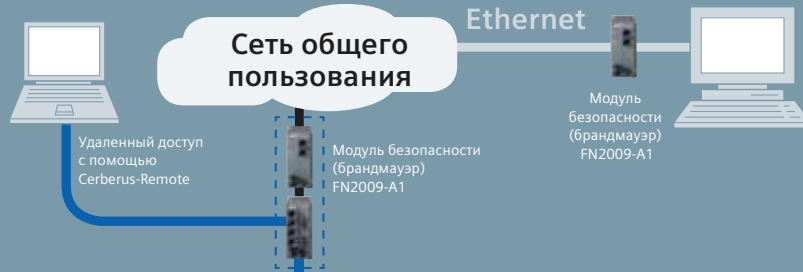 Ethernet
Сеть общего
пользования
Удаленный доступ
с помощью
Cerberus-Remote
Модуль безопасности
(брандмауэр)
FN2009-A1
Модуль
безопасности
(брандмауэр)
FN2009-A1